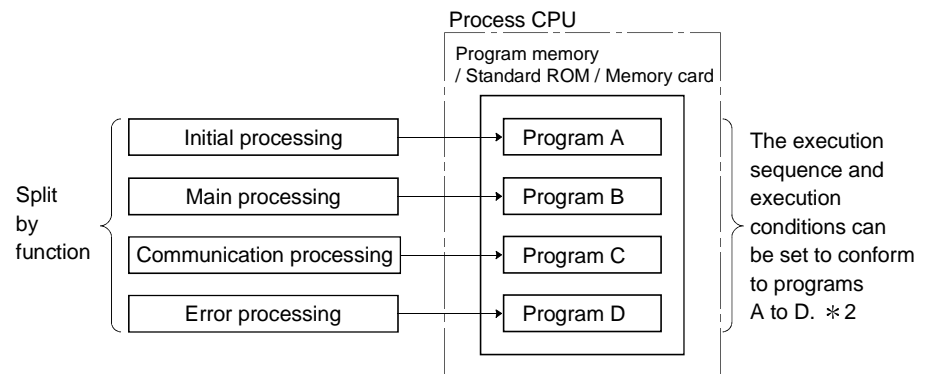 Process CPU
Program memory
/ Standard ROM / Memory card
Split
by
function
Initial processing
Main processing
Communication processing
Error processing
Program A
Program B
Program C
Program D
The execution
sequence and
execution
conditions can
be set to conform
to programs
A to D. ＊2